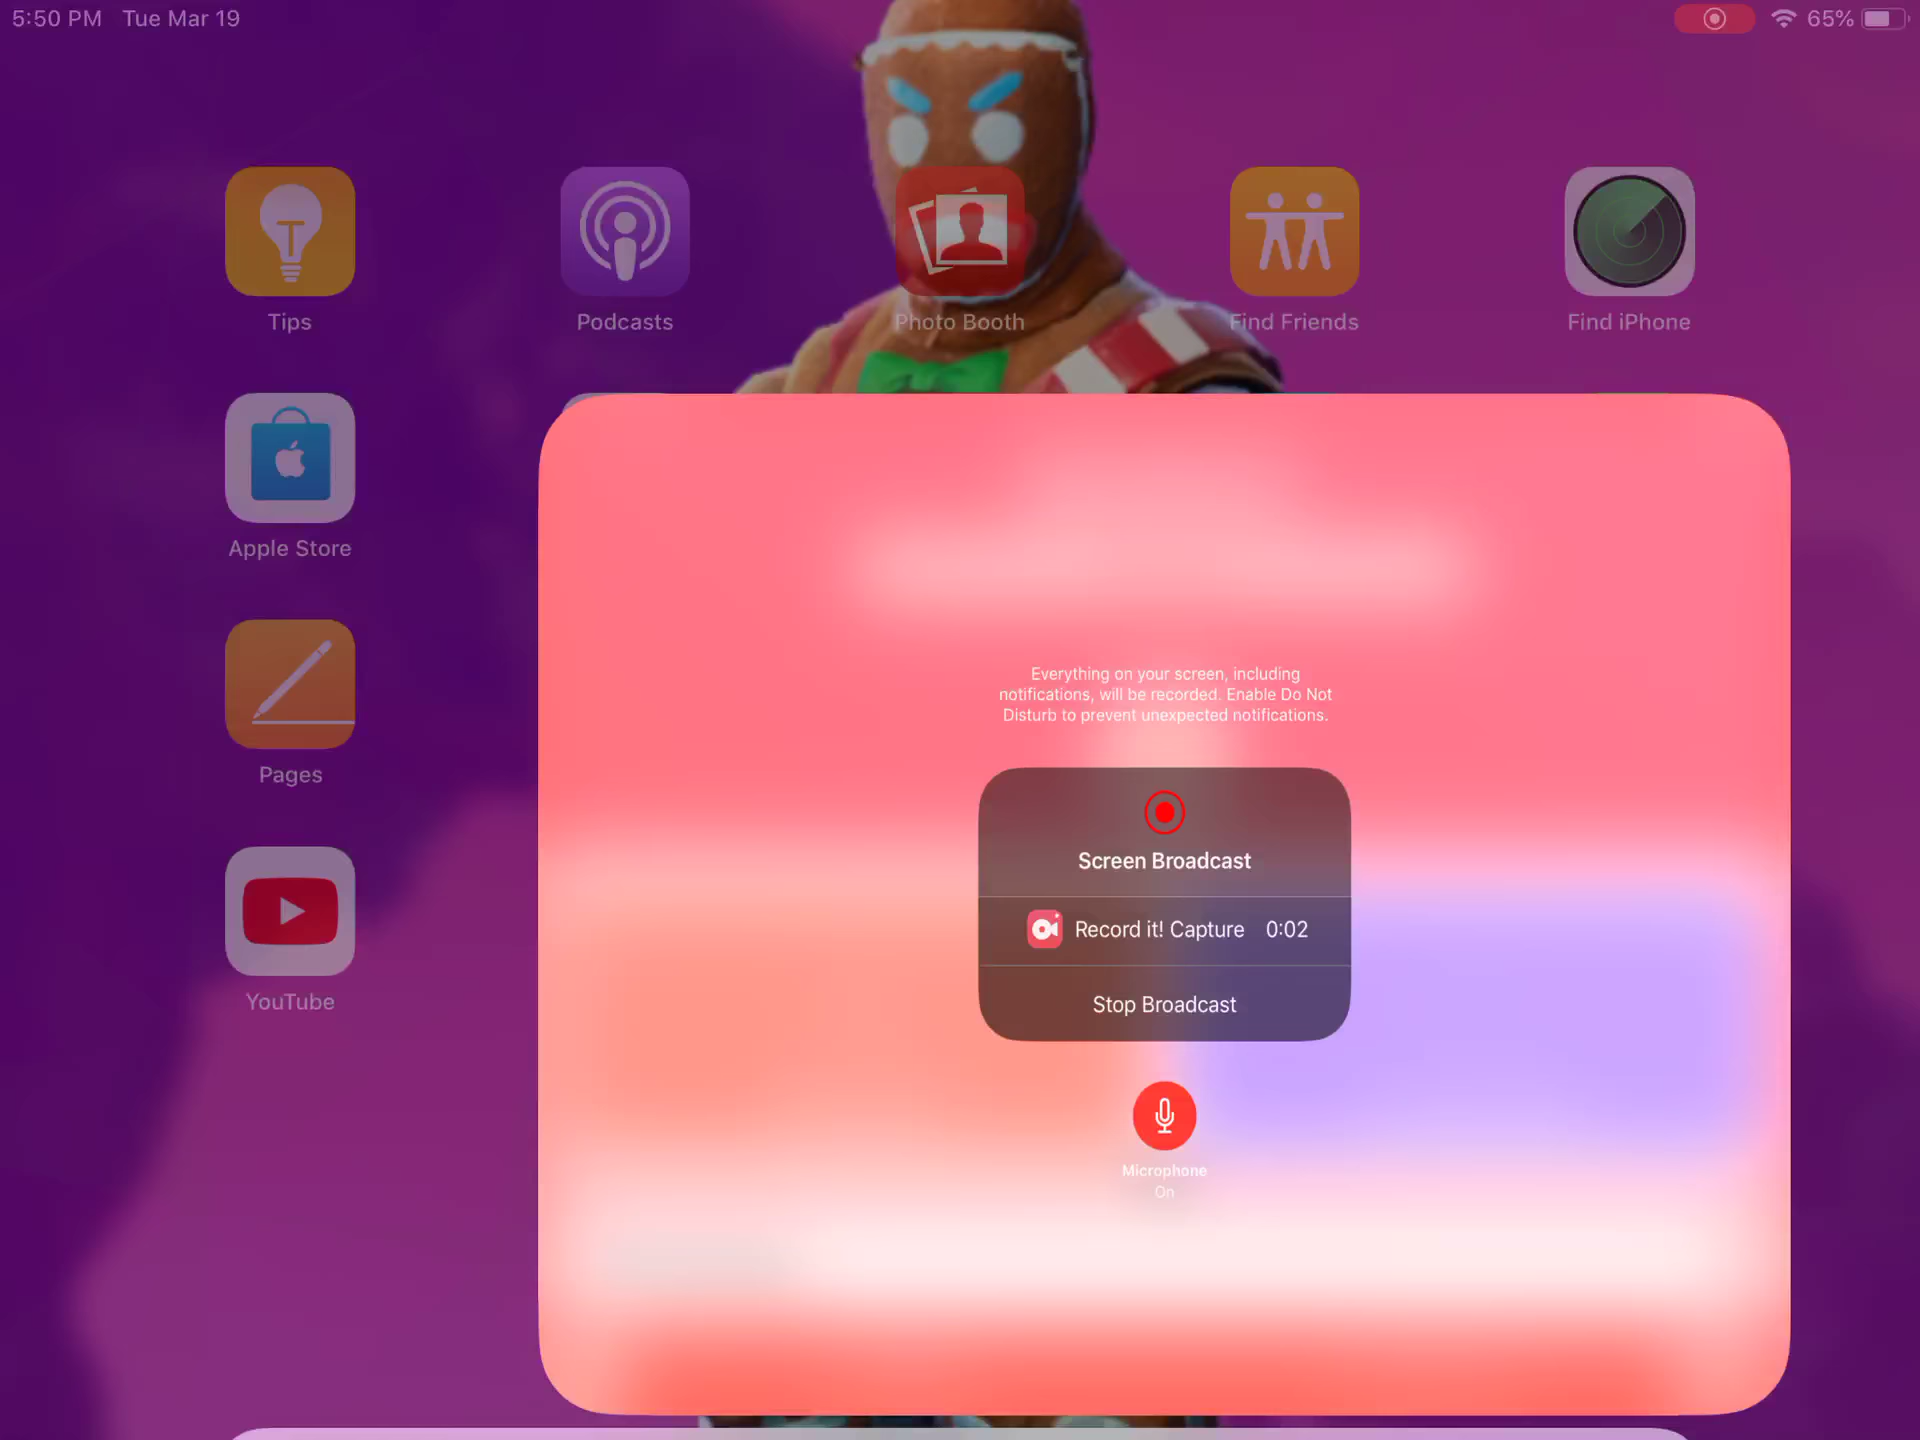 5:50 PM Tue Mar 19
65%
Tips
Podcasts
Photo Booth
Find Friends
Find iPhone
Apple Store
Pages
YouTube
Everything on your screen, including
notifications, will be recorded. Enable Do Not
Disturb to prevent unexpected notifications.
Screen Broadcast
Record it! Capture 0:02
Stop Broadcast
Microphone
On